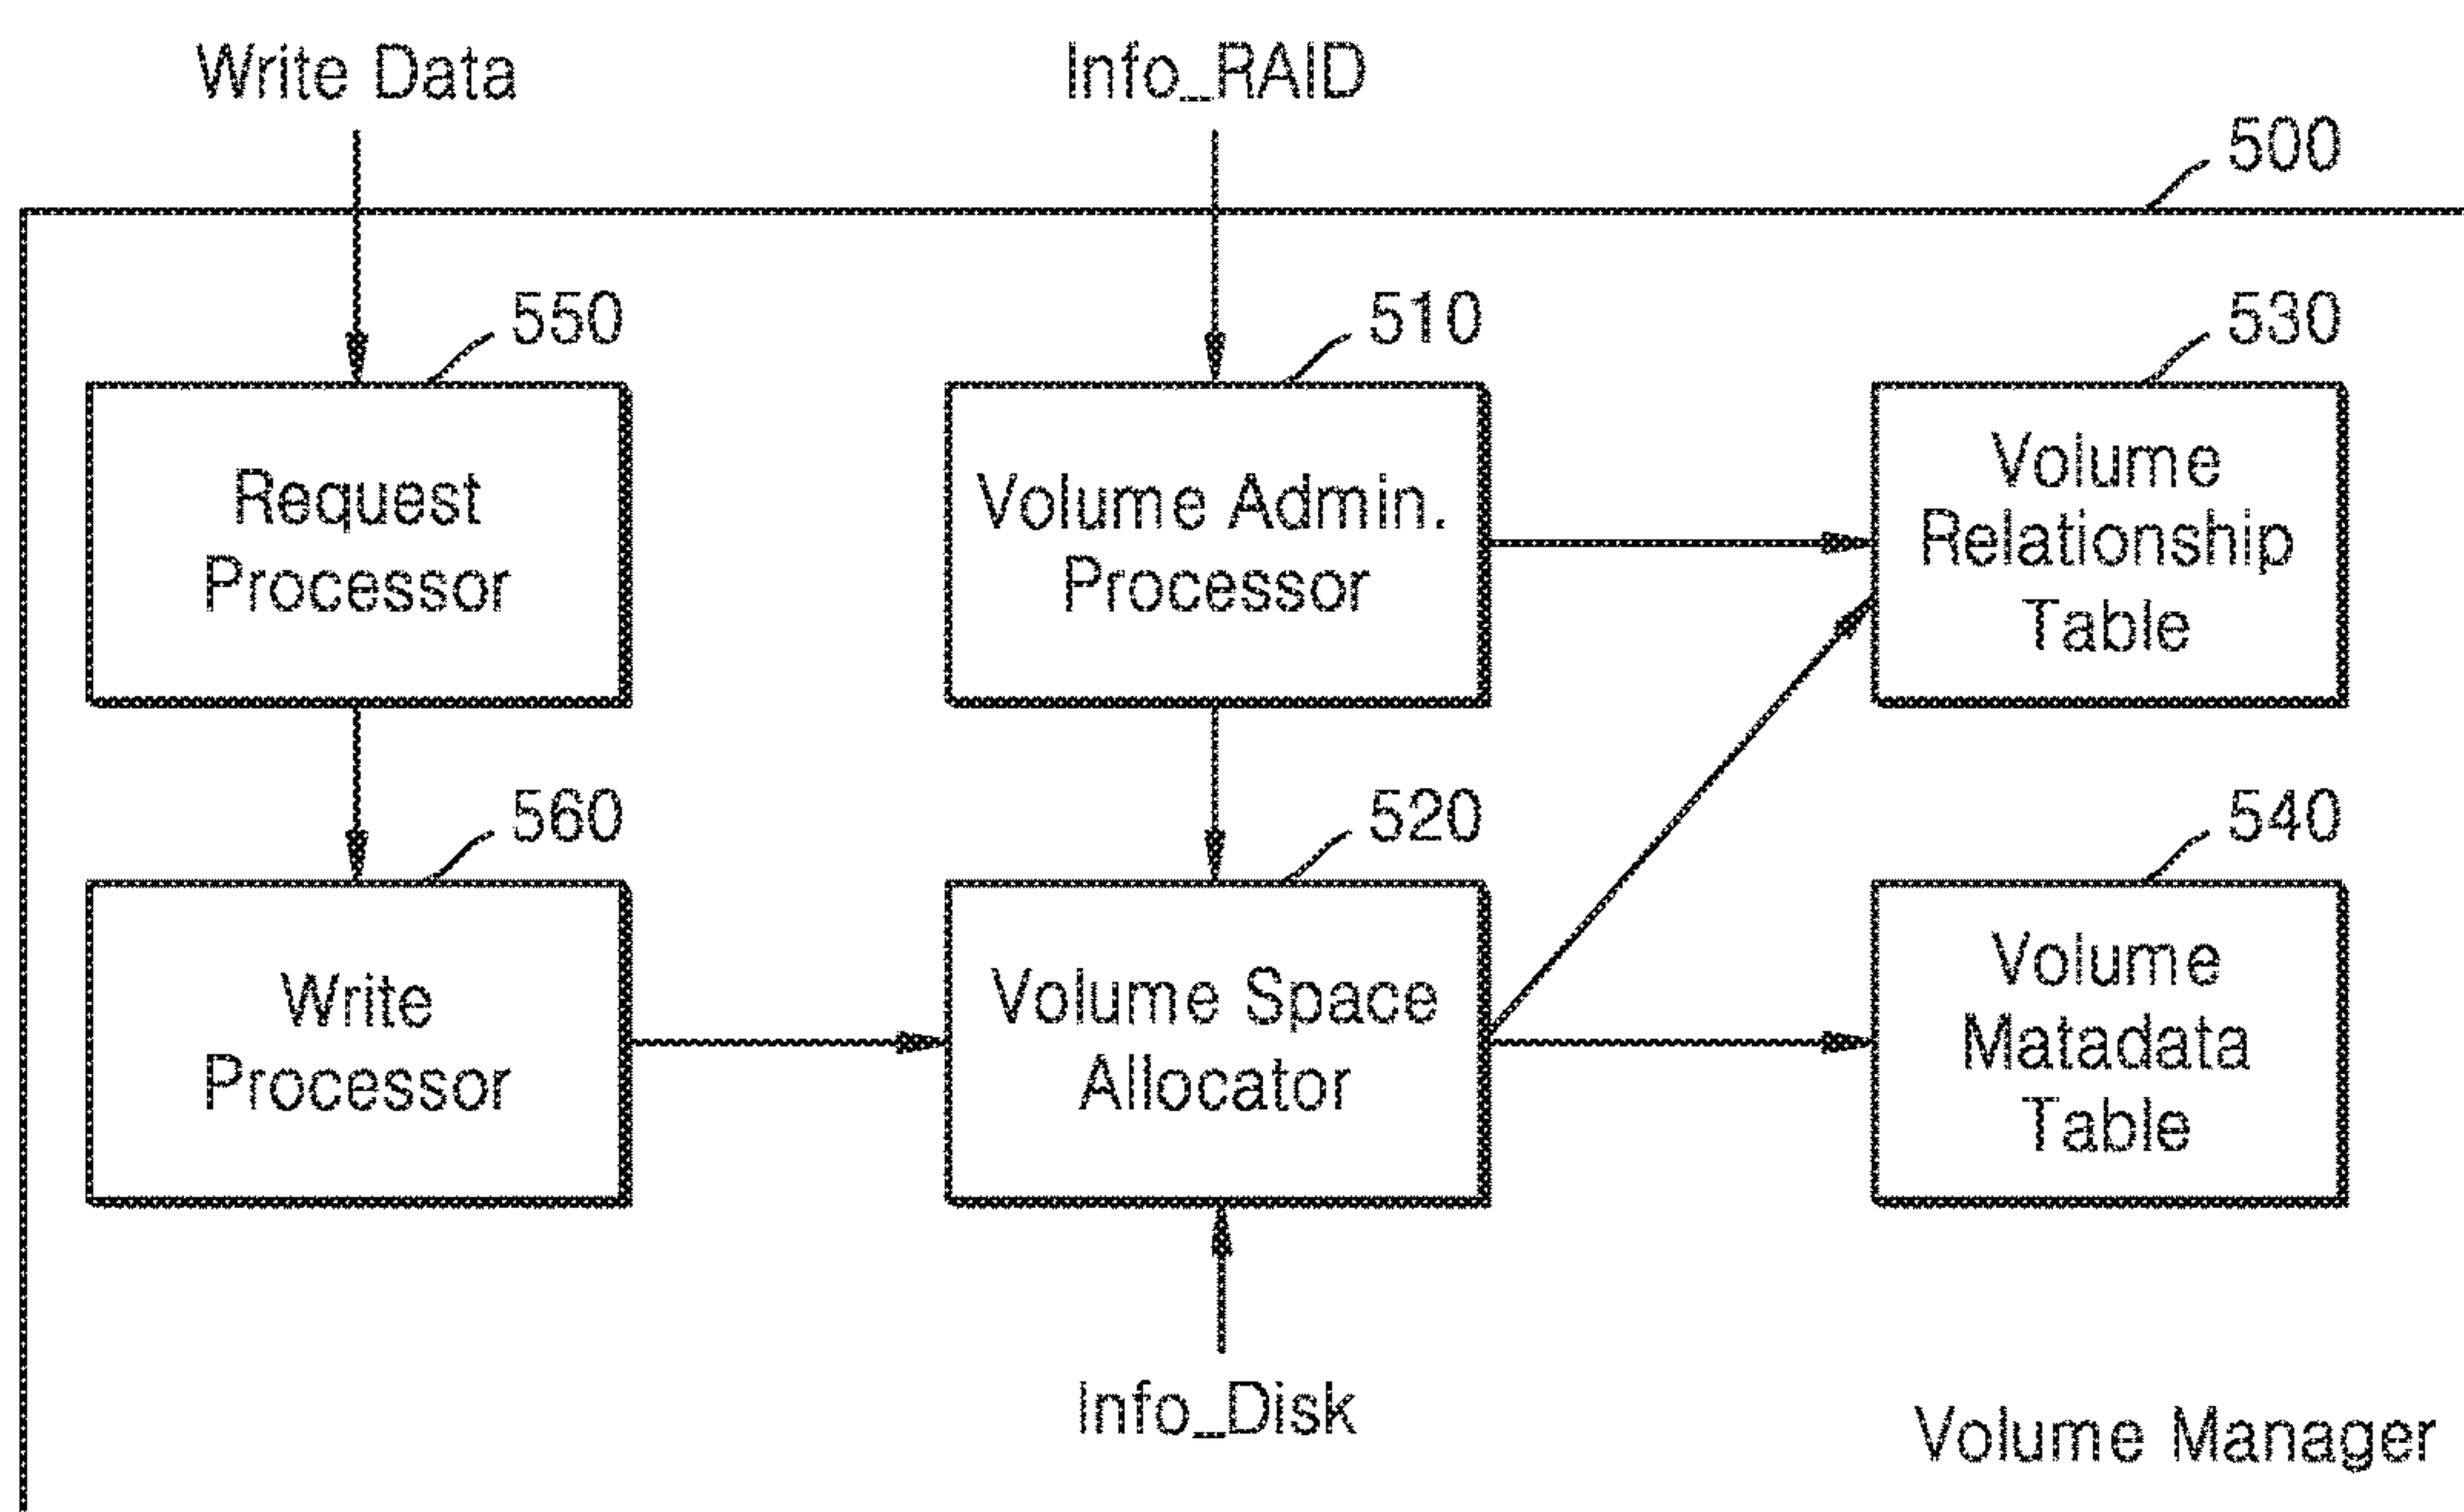 Write Data
Info_RAID
500
550
510
530
Request
Processor
Volume Admin.
Processor
Volume
Relationship
Table
560
520
540
Write
Processor
Volume Space
Allocator
Volume
Matadata
Table
Info_Disk
Volume Manager